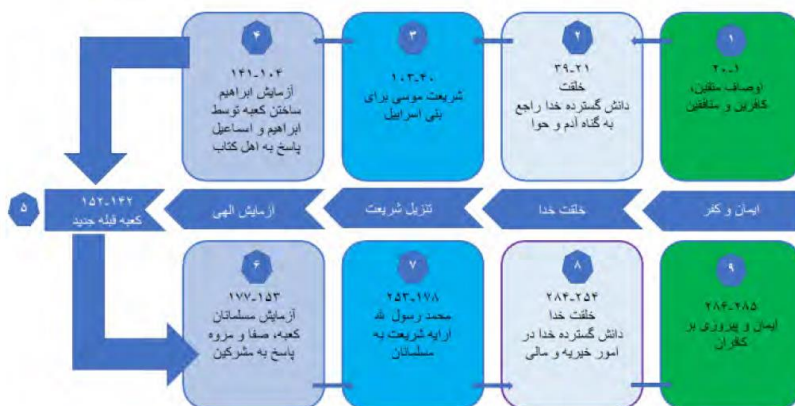 ۱
۱-۲۰
اوصاف متقین،
کافرین و منافقین
۲
۲۱-۳۹
خلقت
دانش گسترده خدا راجع
به گناه آدم و حوا
۳
۴۰-۱۰۳
شریعت موسی برای
بنی اسراییل
۴
۱۰۴-۱۴۱
آزمایش ابراهیم
ساختن کعبه توسط
ابراهیم و اسماعیل
پاسخ به اهل کتاب
ایمان و کفر
خلقت خدا
تنزیل شریعت
آزمایش الهی
۱۴۲-۱۵۲
کعبه قبله جدید
۵
۶
۱۵۳-۱۷۷
آزمایش مسلمانان
کعبه، صفا و مروه
پاسخ به مشرکین
۷
۱۷۸-۲۵۳
محمد رسول الله
ارایه شریعت به
مسلمانان
۸
۲۵۴-۲۸۴
خلقت خدا
دانش گسترده خدا در
امور خیریه و مالی
۹
۲۸۵-۲۸۶
ایمان و پیروزی بر
کافران